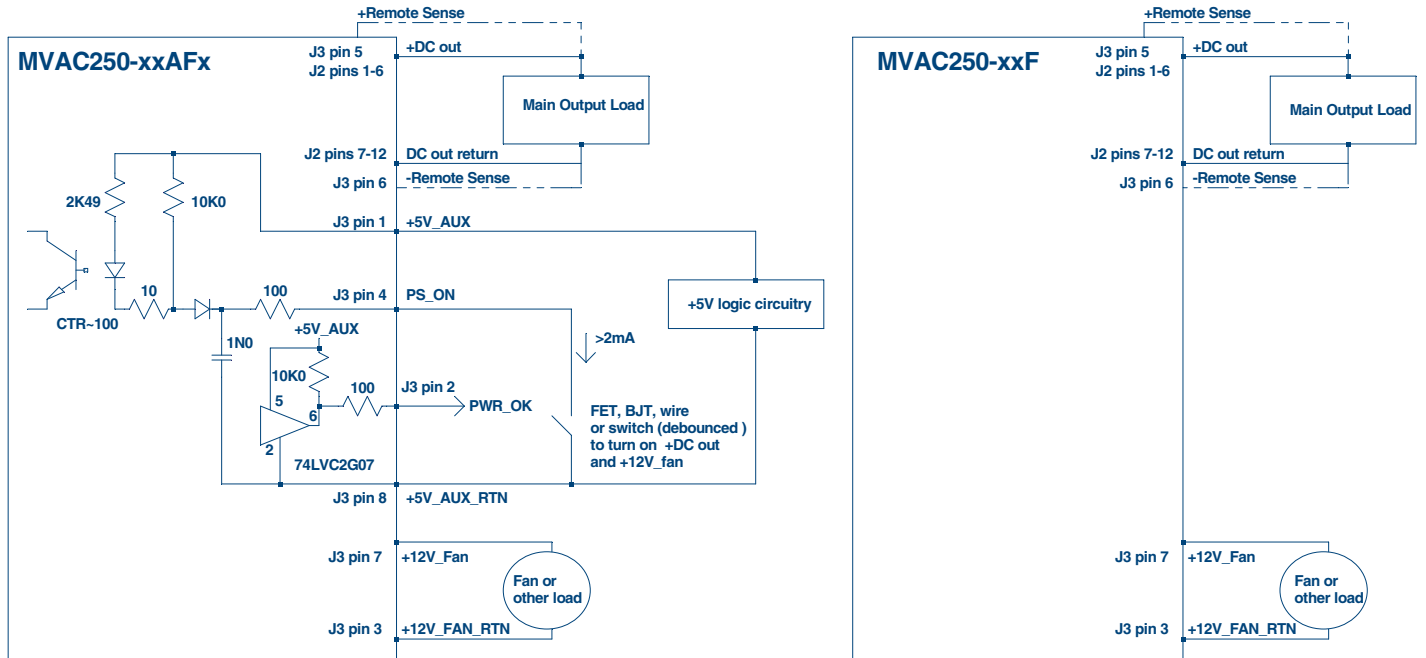 +Remote Sense
MVAC250-xxAFx
J3 pin 5
J2 pins 1-6
+DC out
Main Output Load
J2 pins 7-12
DC out return
J3 pin 6
-Remote Sense
2K49
10K0
J3 pin 1
+5V_AUX
10
100
J3 pin 4
PS_ON
+5V logic circuitry
CTR~100
1N0
+5V_AUX
>2mA
10K0
100
J3 pin 2
5
6
PWR_OK
2
74LVC2G07
FET, BJT, wire
or switch (debounced )
to turn on +DC out
and +12V_fan
J3 pin 8
+5V_AUX_RTN
J3 pin 7
+12V_Fan
Fan or
other load
J3 pin 3
+12V_FAN_RTN
+Remote Sense
MVAC250-xxF
J3 pin 5
J2 pins 1-6
+DC out
Main Output Load
J2 pins 7-12
DC out return
J3 pin 6
-Remote Sense
J3 pin 7
+12V_Fan
Fan or
other load
J3 pin 3
+12V_FAN_RTN